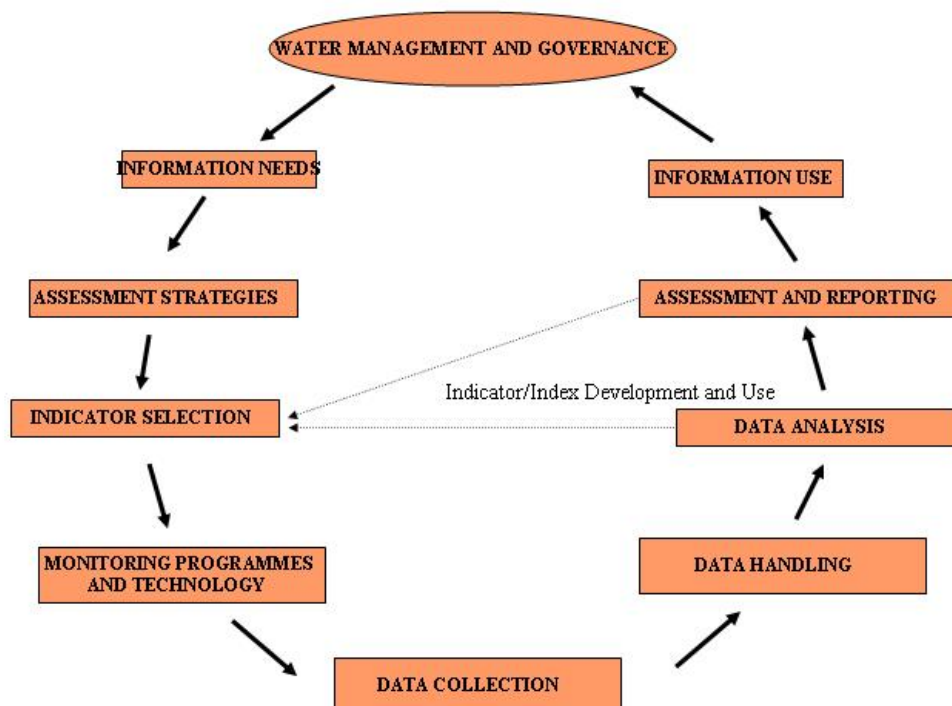 WATER MANAGEMENT AND GOVERNANCE
INFORMATION NEEDS
INFORMATION USE
ASSESSMENT STRATEGIES
ASSESSMENT AND REPORTING
Indicator/Index Development and Use
INDICATOR SELECTION
DATA ANALYSIS
MONITORING PROGRAMMES
AND TECHNOLOGY
DATA HANDLING
DATA COLLECTION